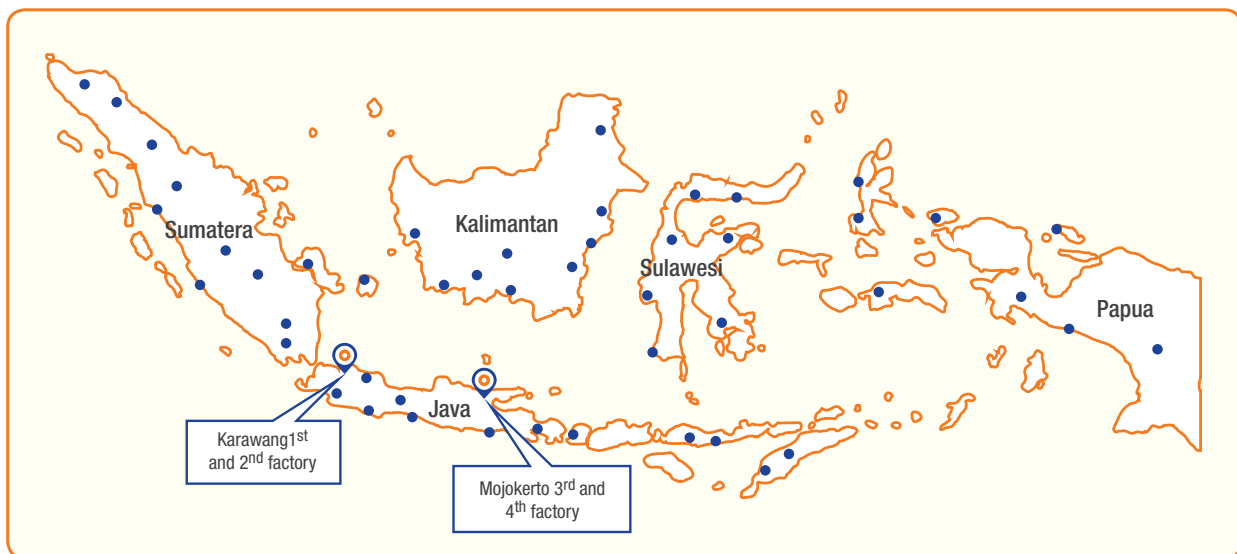 Sumatera
Kalimantan
Sulawesi
Papua
Java
Karawang1st
and 2nd factory
Mojokerto 3rd and
4th factory